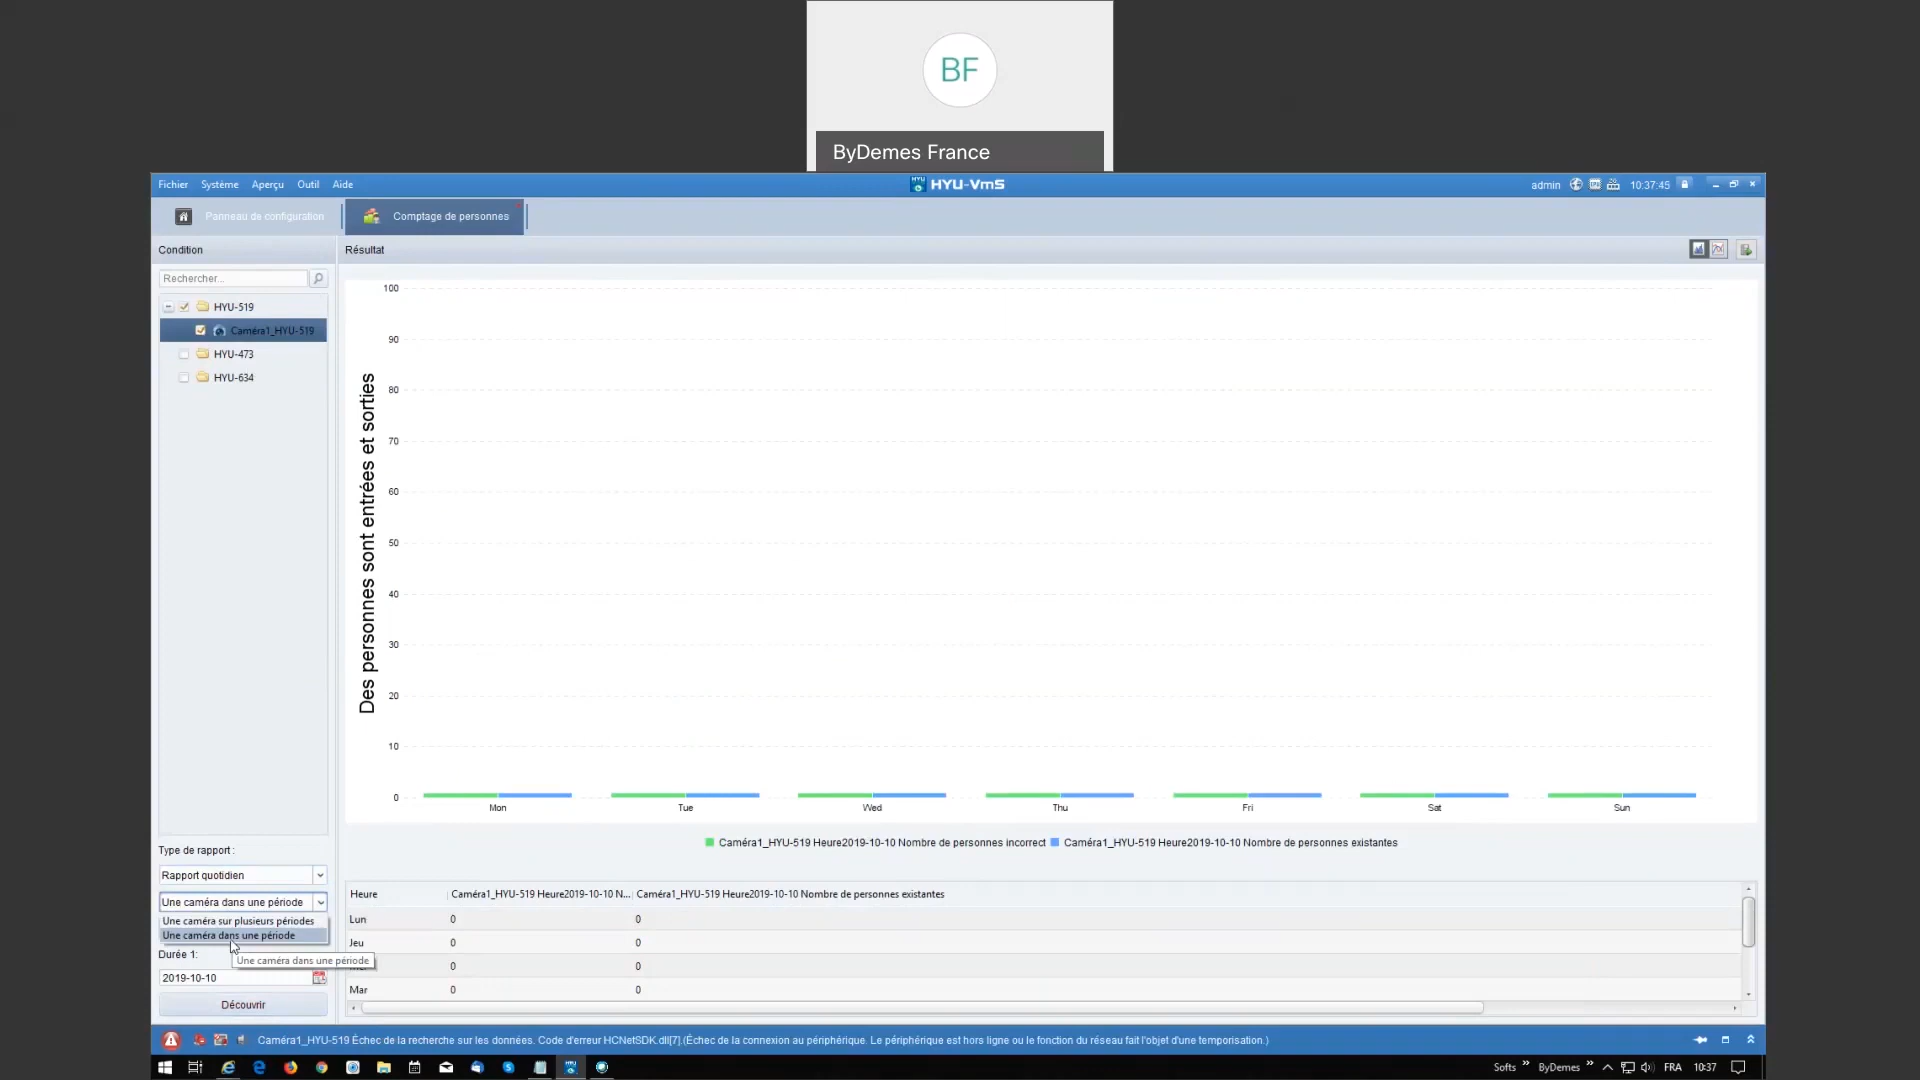 BF
ByDemes France
Fichier Système Aperçu Outil Aide
HYU-VmS
admin 10:37:45
Panneau de configuration
Comptage de personnes
Condition
Résultat
Rechercher...
HYU-519
Caméra1_HYU-519
HYU-473
HYU-634
Des personnes sont entrées et sorties
100
90
80
70
60
50
40
30
20
10
0
Mon Tue Wed Thu Fri Sat Sun
Caméra1_HYU-519 Heure2019-10-10 Nombre de personnes incorrect Caméra1_HYU-519 Heure2019-10-10 Nombre de personnes existantes
Type de rapport :
Rapport quotidien
Une caméra dans une période
Une caméra sur plusieurs périodes
Une caméra dans une période
Durée 1:
Une caméra dans une période
2019-10-10
Découvrir
Heure Caméra1_HYU-519 Heure2019-10-10 N... Caméra1_HYU-519 Heure2019-10-10 Nombre de personnes existantes
Lun 0 0
Jeu 0 0
0 0
Mar 0 0
Caméra1_HYU-519 Échec de la recherche sur les données. Code d'erreur HCNetSDK.dll[7].(Échec de la connexion au périphérique. Le périphérique est hors ligne ou le fonction du réseau fait l'objet d'une temporisation.)
Softs » ByDemes » FRA 10:37